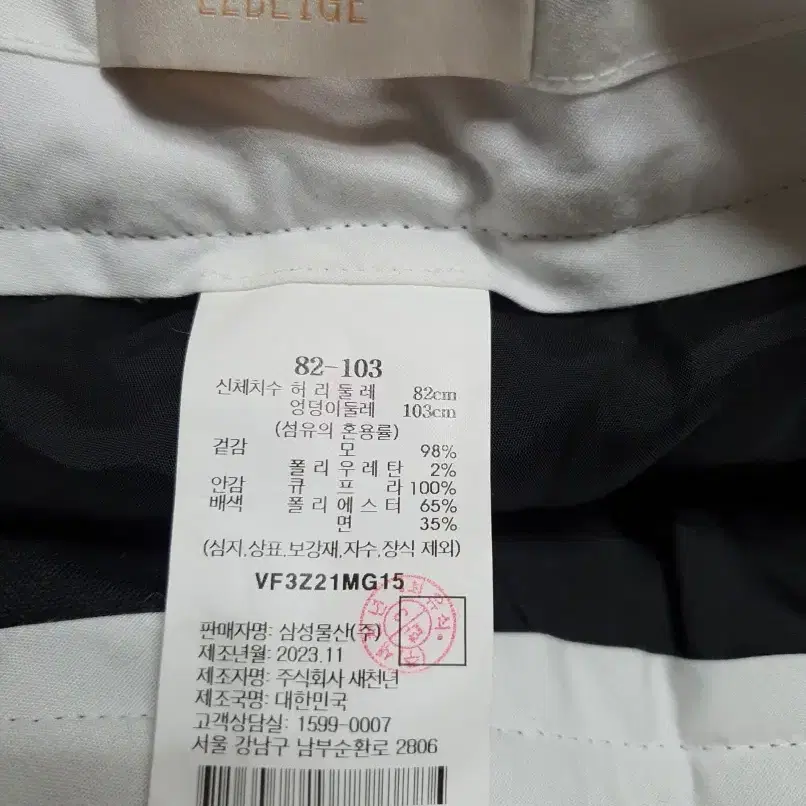 LEBEIGE
82-103
신체치수 허 리 둘 레 82cm
엉덩이둘레 103cm
(섬유의 혼용률)
겉감 모 98%
폴 리 우 레 탄 2%
안감 큐 프 라 100%
배색 폴 리 에 스 터 65%
면 35%
(심지,상표,보강재,자수,장식 제외)
VF3Z21MG15
판매자명: 삼성물산(주)
제조년월: 2023.11
제조자명: 주식회사 새천년
제조국명: 대한민국
고객상담실: 1599-0007
서울 강남구 남부순환로 2806